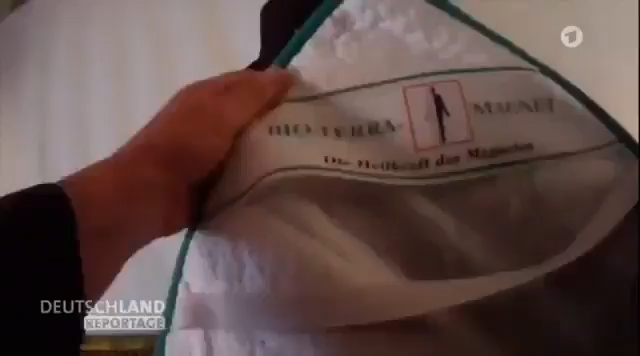 BIO-TERRA-MAGNET
Die Heilkraft der Magneten
DEUTSCHLAND
REPORTAGE